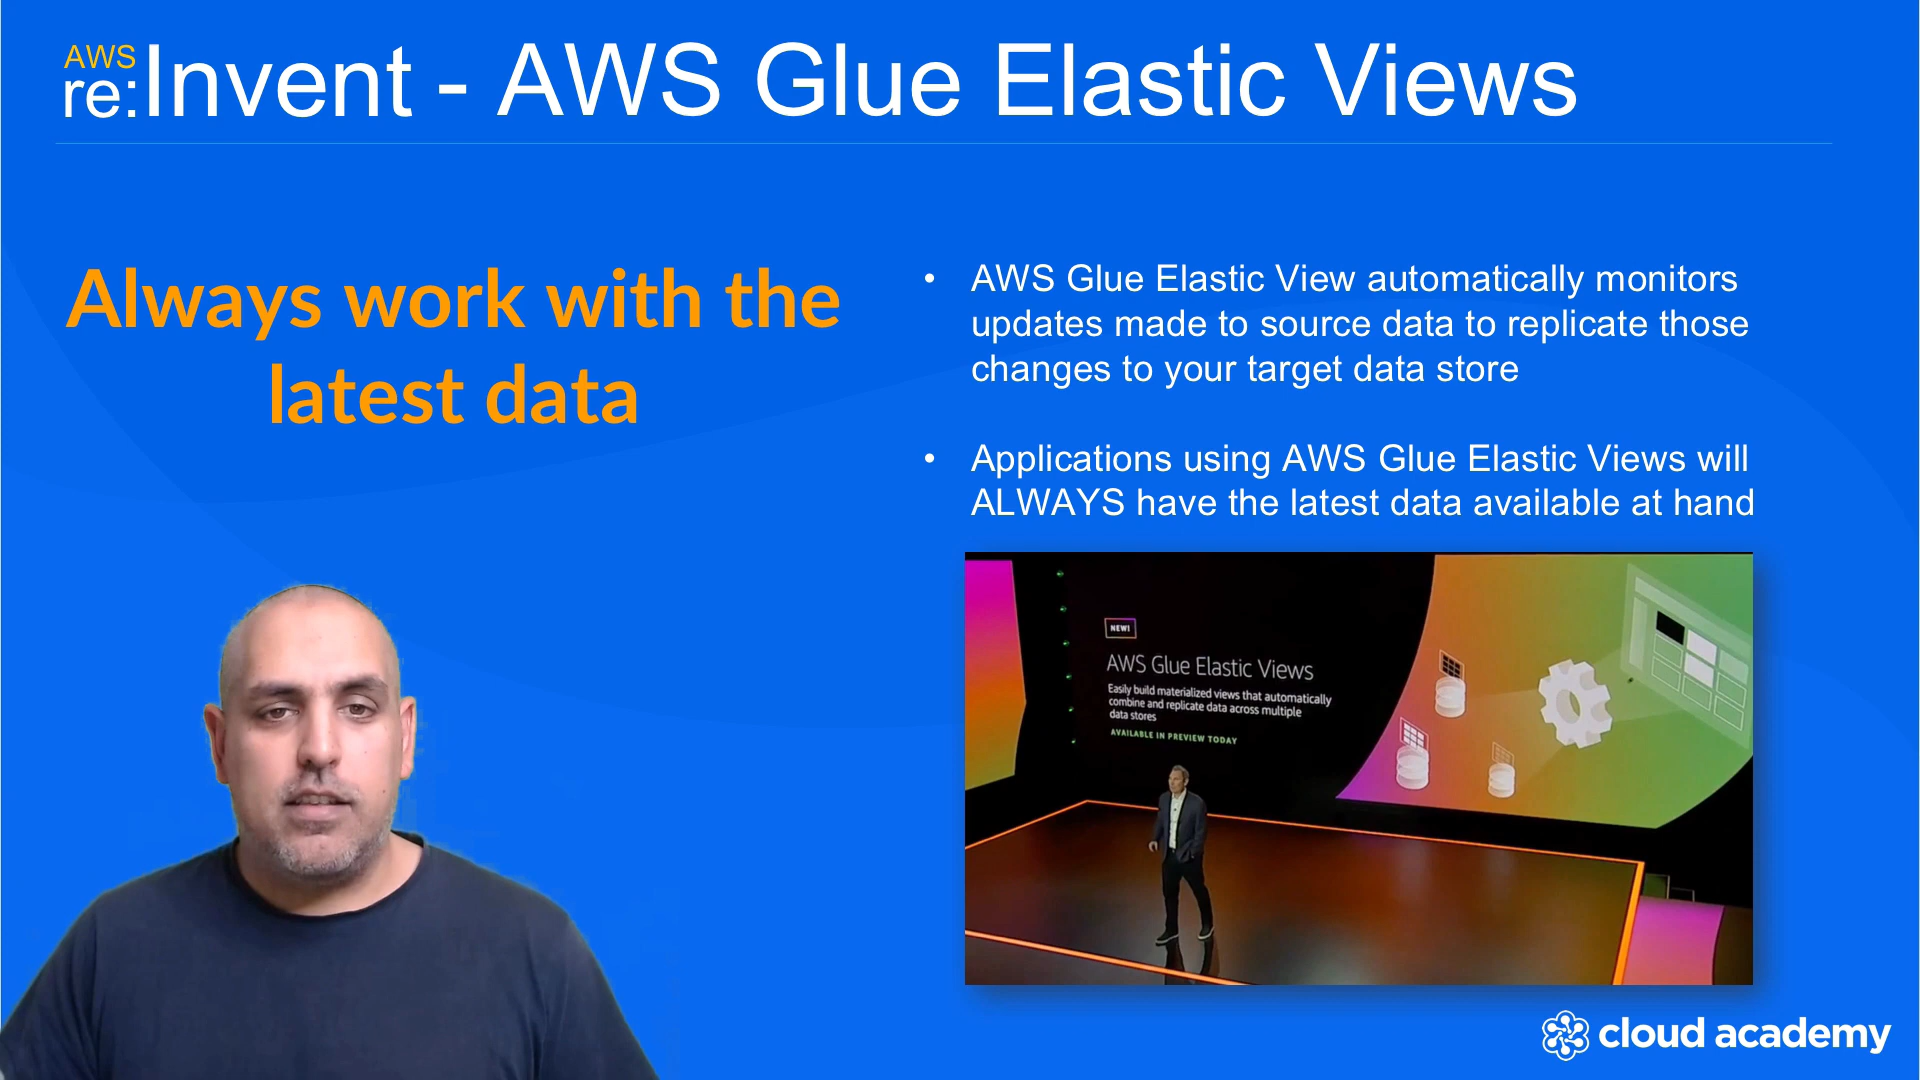 AWS
re:Invent - AWS Glue Elastic Views
Always work with the
latest data
• AWS Glue Elastic View automatically monitors
updates made to source data to replicate those
changes to your target data store
• Applications using AWS Glue Elastic Views will
ALWAYS have the latest data available at hand
NEW!
AWS Glue Elastic Views
Easily build materialized views that automatically
combine and replicate data across multiple
data stores
AVAILABLE IN PREVIEW TODAY
cloud academy